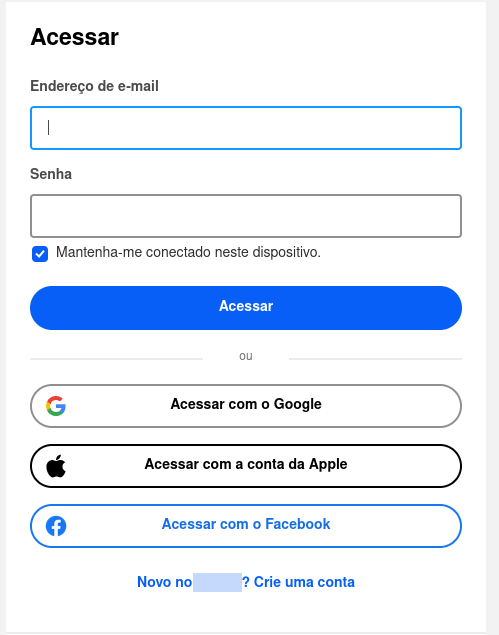 Acessar
Endereço de e-mail
Senha
Mantenha-me conectado neste dispositivo.
Acessar
ou
Acessar com o Google
Acessar com a conta da Apple
Acessar com o Facebook
Novo no ? Crie uma conta